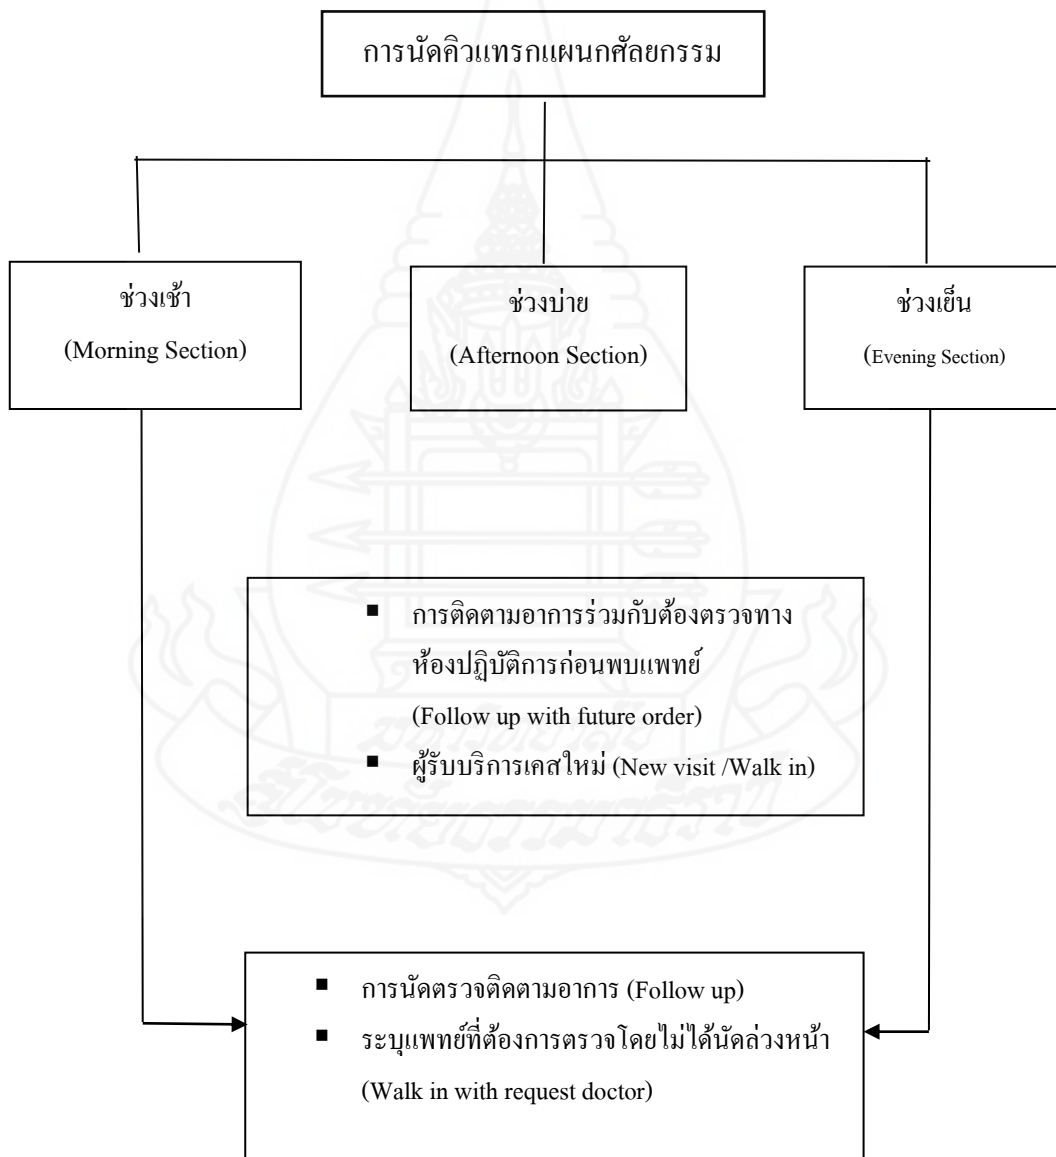 การนัดคิวแทรกแผนกศัลยกรรม
ช่วงเช้า
(Morning Section)
ช่วงบ่าย
(Afternoon Section)
ช่วงเย็น
(Evening Section)
▪ การติดตามอาการร่วมกับต้องตรวจทาง
ห้องปฏิบัติการก่อนพบแพทย์
(Follow up with future order)
▪ ผู้รับบริการเคสใหม่ (New visit /Walk in)
▪ การนัดตรวจติดตามอาการ (Follow up)
▪ ระบุแพทย์ที่ต้องการตรวจโดยไม่ได้นัดล่วงหน้า
(Walk in with request doctor)